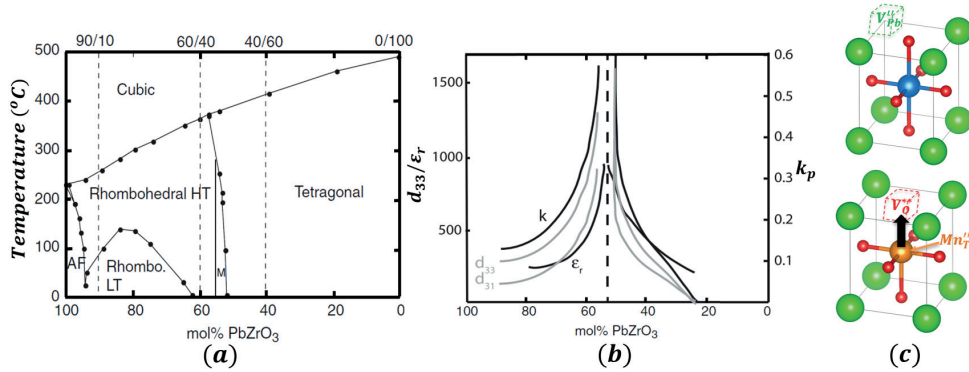 90/10 60/40 40/60 0/100
500
400
300
200
100
0
Temperature (°C)
Cubic
Rhombohedral HT
Tetragonal
AF
Rhombo.
LT
M
100 80 60 40 20 0
mol% PbZrO3
(a)
1500
1000
500
d33/εr
k
d33
d31
εr
0.6
0.5
0.4
0.3
0.2
0.1
kp
100 80 60 40 20 0
mol% PbZrO3
(b)
V''Pb
V••O
(c)